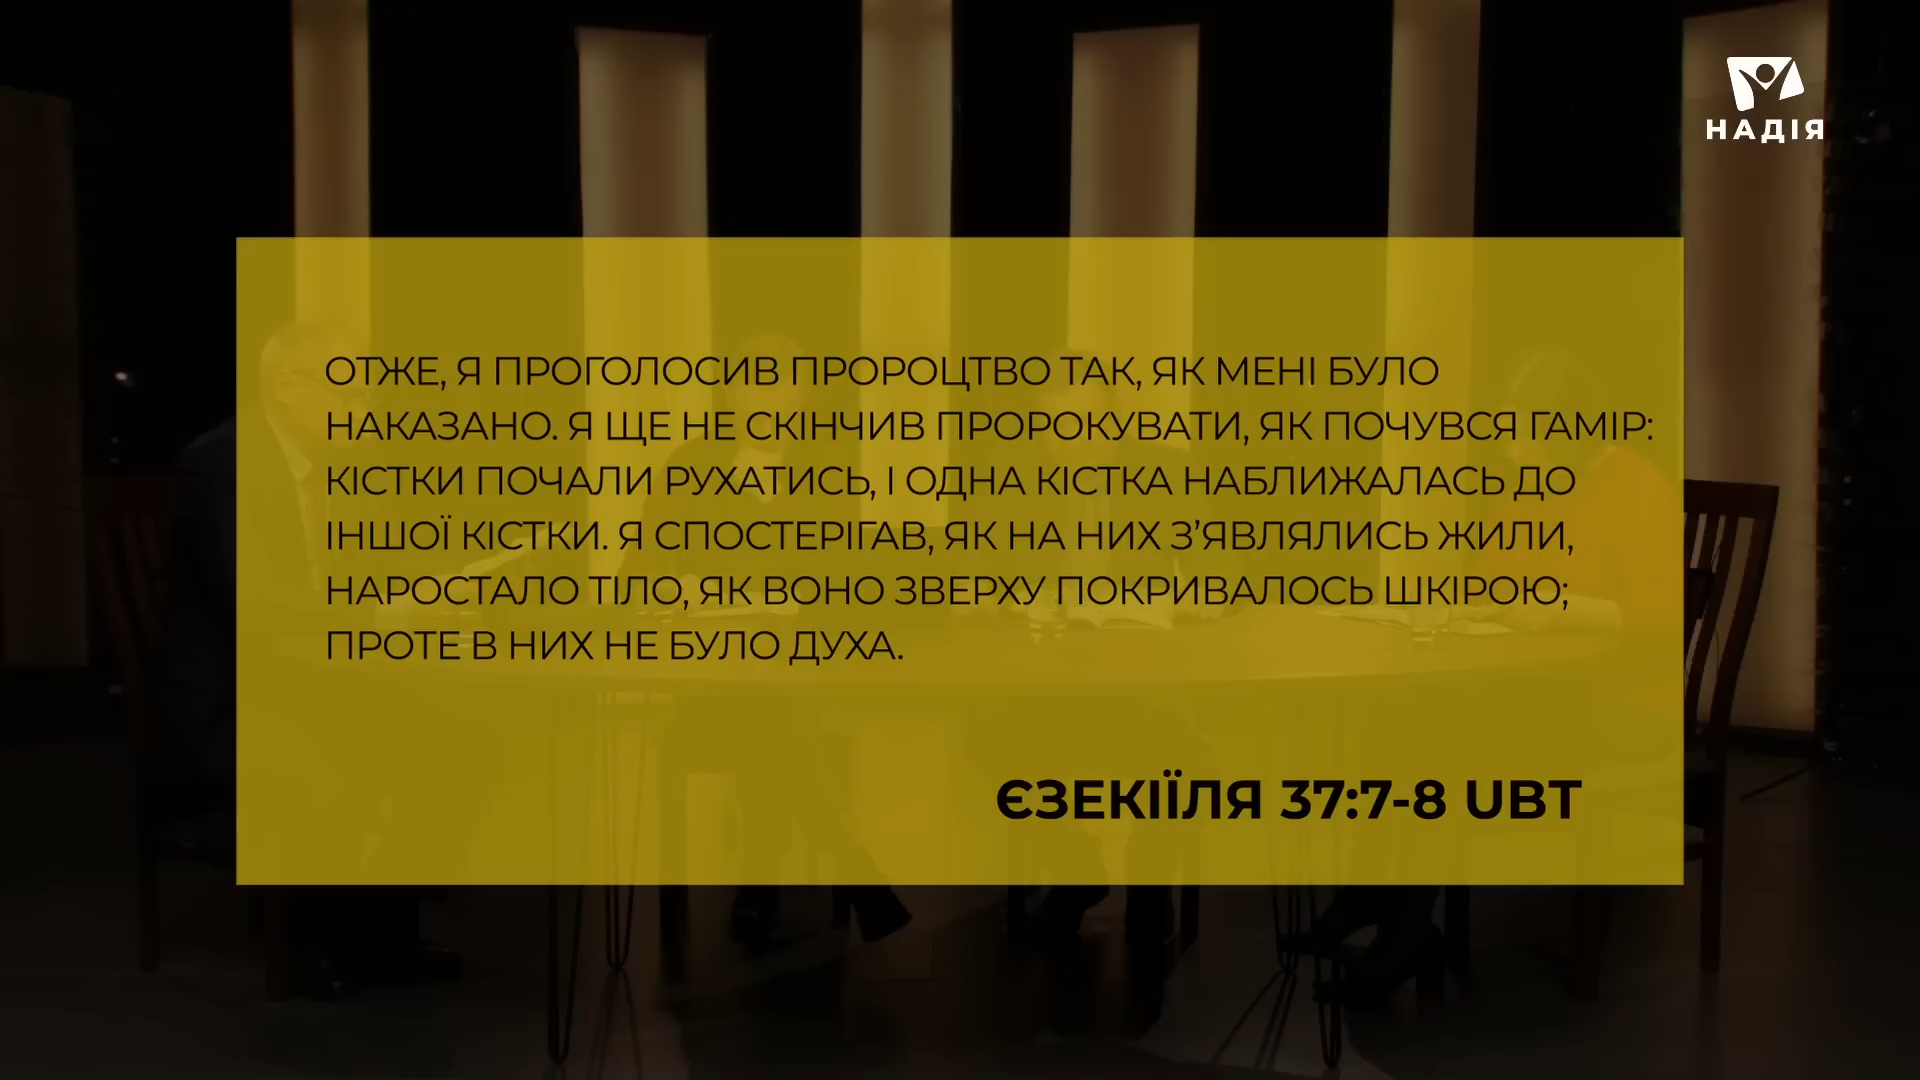 НАДІЯ
ОТЖЕ, Я ПРОГОЛОСИВ ПРОРОЦТВО ТАК, ЯК МЕНІ БУЛО
НАКАЗАНО. Я ЩЕ НЕ СКІНЧИВ ПРОРОКУВАТИ, ЯК ПОЧУВСЯ ГАМІР:
КІСТКИ ПОЧАЛИ РУХАТИСЬ, І ОДНА КІСТКА НАБЛИЖАЛАСЬ ДО
ІНШОЇ КІСТКИ. Я СПОСТЕРІГАВ, ЯК НА НИХ З’ЯВЛЯЛИСЬ ЖИЛИ,
НАРОСТАЛО ТІЛО, ЯК ВОНО ЗВЕРХУ ПОКРИВАЛОСЬ ШКІРОЮ;
ПРОТЕ В НИХ НЕ БУЛО ДУХА.
ЄЗЕКІЇЛЯ 37:7-8 UBT